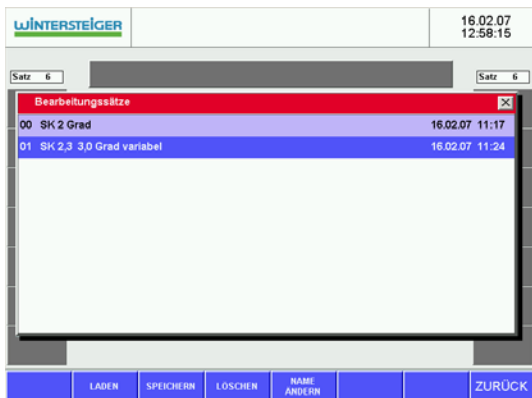 WINTERSTEIGER
16.02.07
12:58:15
Satz 6
Satz 6
Bearbeitungssätze
00 SK 2 Grad 16.02.07 11:17
01 SK 2,3 3,0 Grad variabel 16.02.07 11:24
LADEN SPEICHERN LÖSCHEN NAME ÄNDERN ZURÜCK